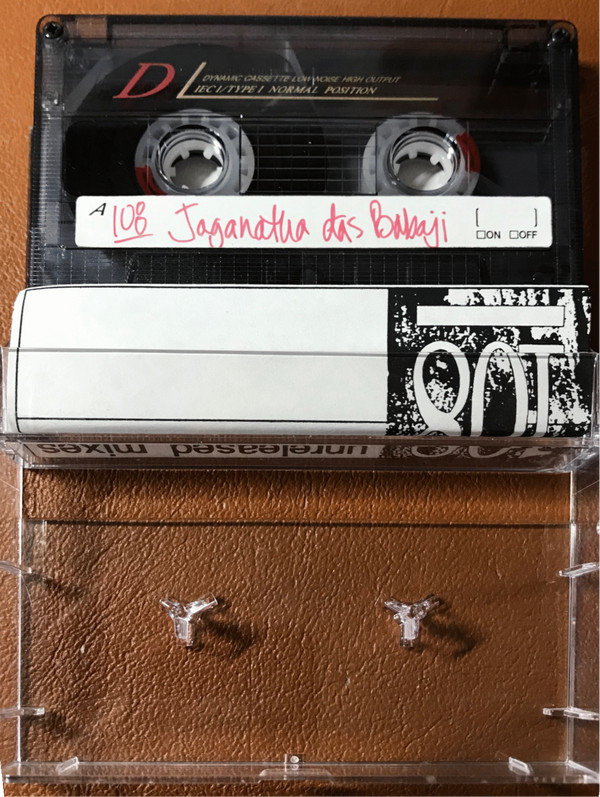 D
DYNAMIC CASSETTE LOW-NOISE HIGH OUTPUT
IEC I/TYPE I NORMAL POSITION
A 108 Jaganatha das Babaji [ ]
□ON □OFF
108
unreleased mixes
108